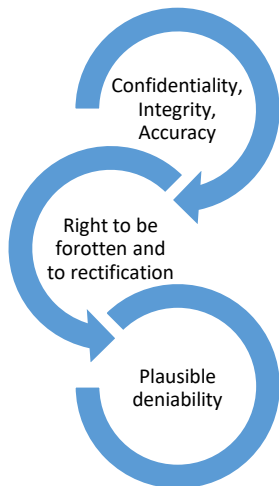 Confidentiality,
Integrity,
Accuracy
Right to be
forotten and
to rectification
Plausible
deniability